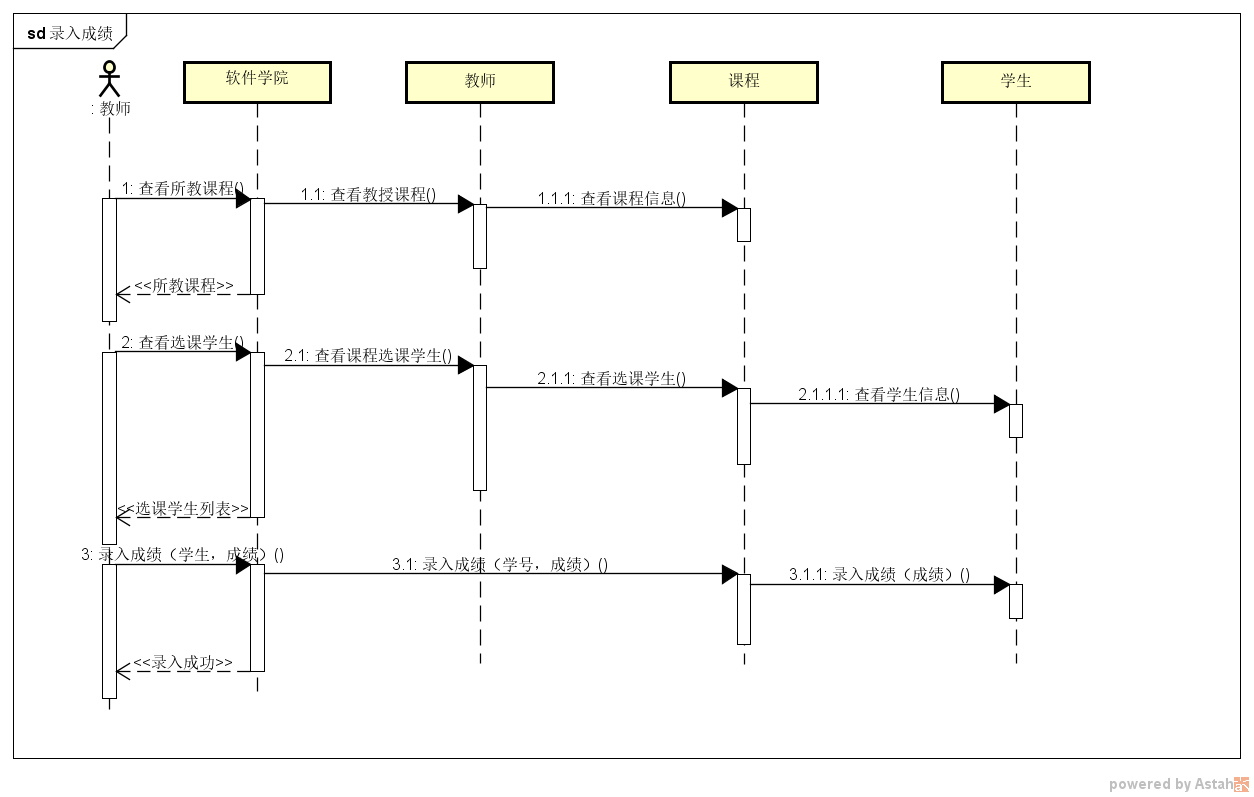 sd 录入成绩
: 教师
软件学院
教师
课程
学生
1: 查看所教课程()
1.1: 查看教授课程()
1.1.1: 查看课程信息()
<<所教课程>>
2: 查看选课学生()
2.1: 查看课程选课学生()
2.1.1: 查看选课学生()
2.1.1.1: 查看学生信息()
<<选课学生列表>>
3: 录入成绩（学生，成绩）()
3.1: 录入成绩（学号，成绩）()
3.1.1: 录入成绩（成绩）()
<<录入成功>>
powered by Astah